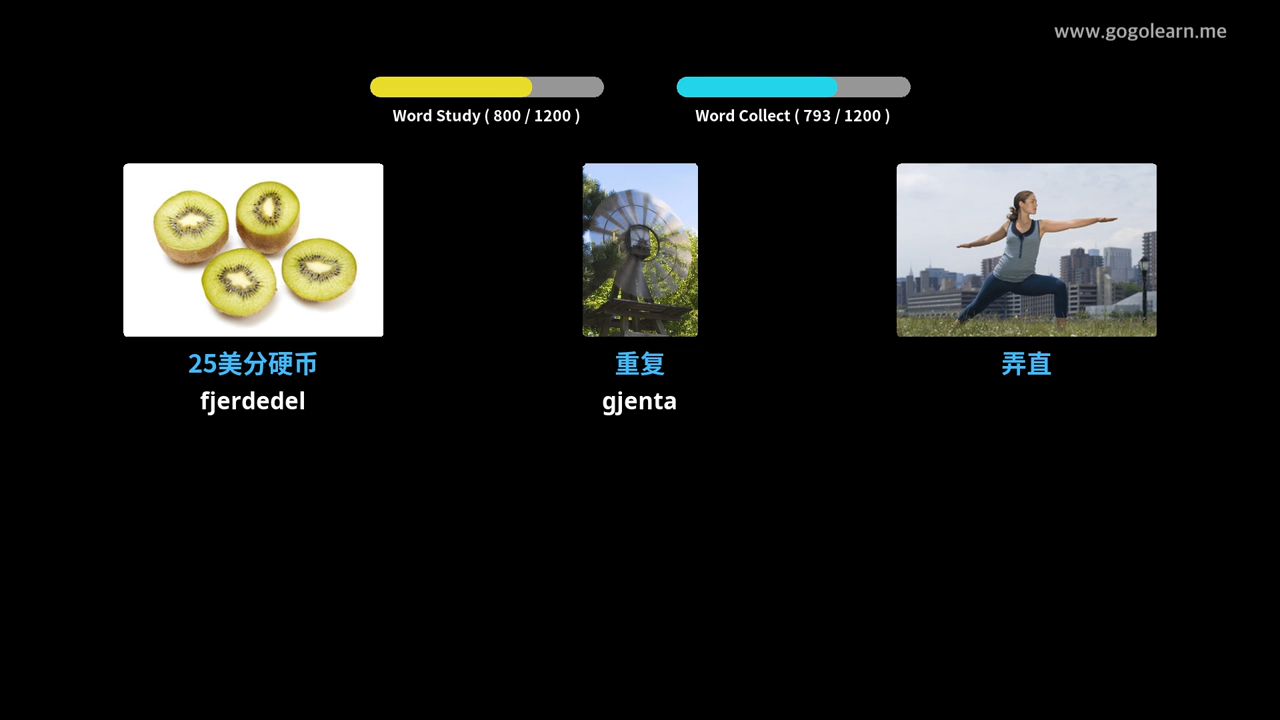 www.gogolearn.me
Word Study ( 800 / 1200 )
Word Collect ( 793 / 1200 )
25美分硬币
重复
弄直
fjerdedel
gjenta